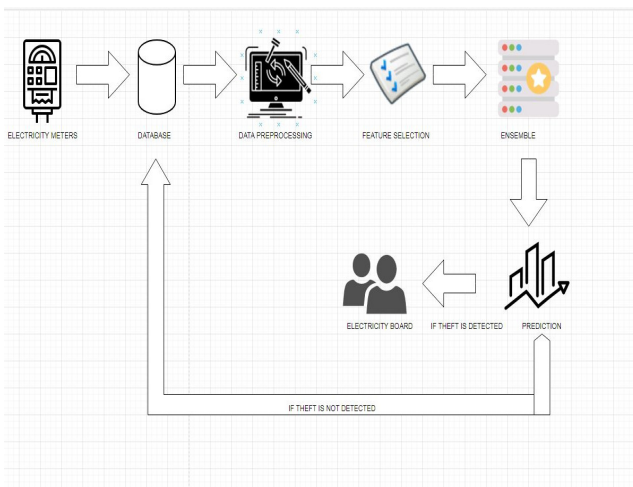 ELECTRICITY METERS
DATABASE
DATA PREPROCESSING
FEATURE SELECTION
ENSEMBLE
ELECTRICITY BOARD
IF THEFT IS DETECTED
PREDICTION
IF THEFT IS NOT DETECTED